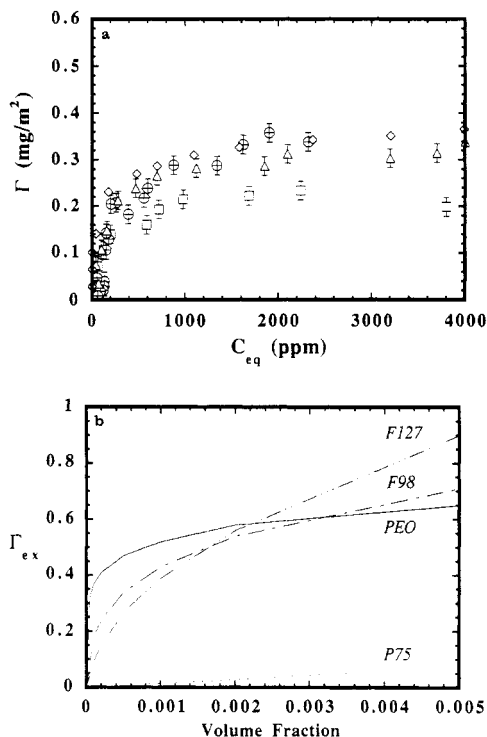 a
0.6
0.5
0.4
0.3
0.2
0.1
0
Γ (mg/m²)
0 1000 2000 3000 4000
C eq (ppm)
b
1
0.8
0.6
0.4
0.2
0
Γ ex
F127
F98
PEO
P75
0 0.001 0.002 0.003 0.004 0.005
Volume Fraction